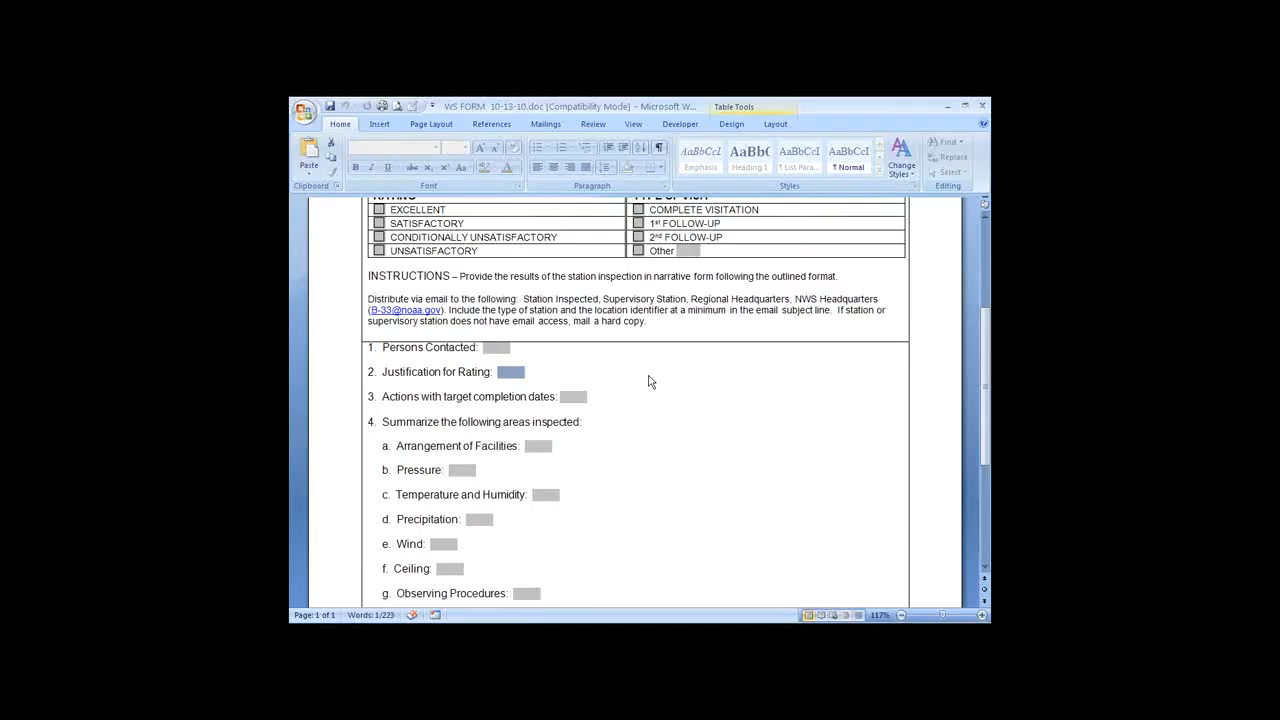 WS FORM 10-13-10.doc [Compatibility Mode] - Microsoft W... Table Tools
Home Insert Page Layout References Mailings Review View Developer Design Layout
AaBbCcI AaBbC AaBbCcI AaBbCcI
Paste Emphasis Heading 1 ¶ List Para... ¶ Normal Change Styles Find Replace Select
Clipboard Font Paragraph Styles Editing
EXCELLENT COMPLETE VISITATION
SATISFACTORY 1st FOLLOW-UP
CONDITIONALLY UNSATISFACTORY 2nd FOLLOW-UP
UNSATISFACTORY Other
INSTRUCTIONS – Provide the results of the station inspection in narrative form following the outlined format.
Distribute via email to the following: Station Inspected, Supervisory Station, Regional Headquarters, NWS Headquarters
(B-33@noaa.gov). Include the type of station and the location identifier at a minimum in the email subject line. If station or
supervisory station does not have email access, mail a hard copy.
1. Persons Contacted:
2. Justification for Rating:
3. Actions with target completion dates:
4. Summarize the following areas inspected:
a. Arrangement of Facilities:
b. Pressure:
c. Temperature and Humidity:
d. Precipitation:
e. Wind:
f. Ceiling:
g. Observing Procedures:
Page: 1 of 1 Words: 1/223 117%